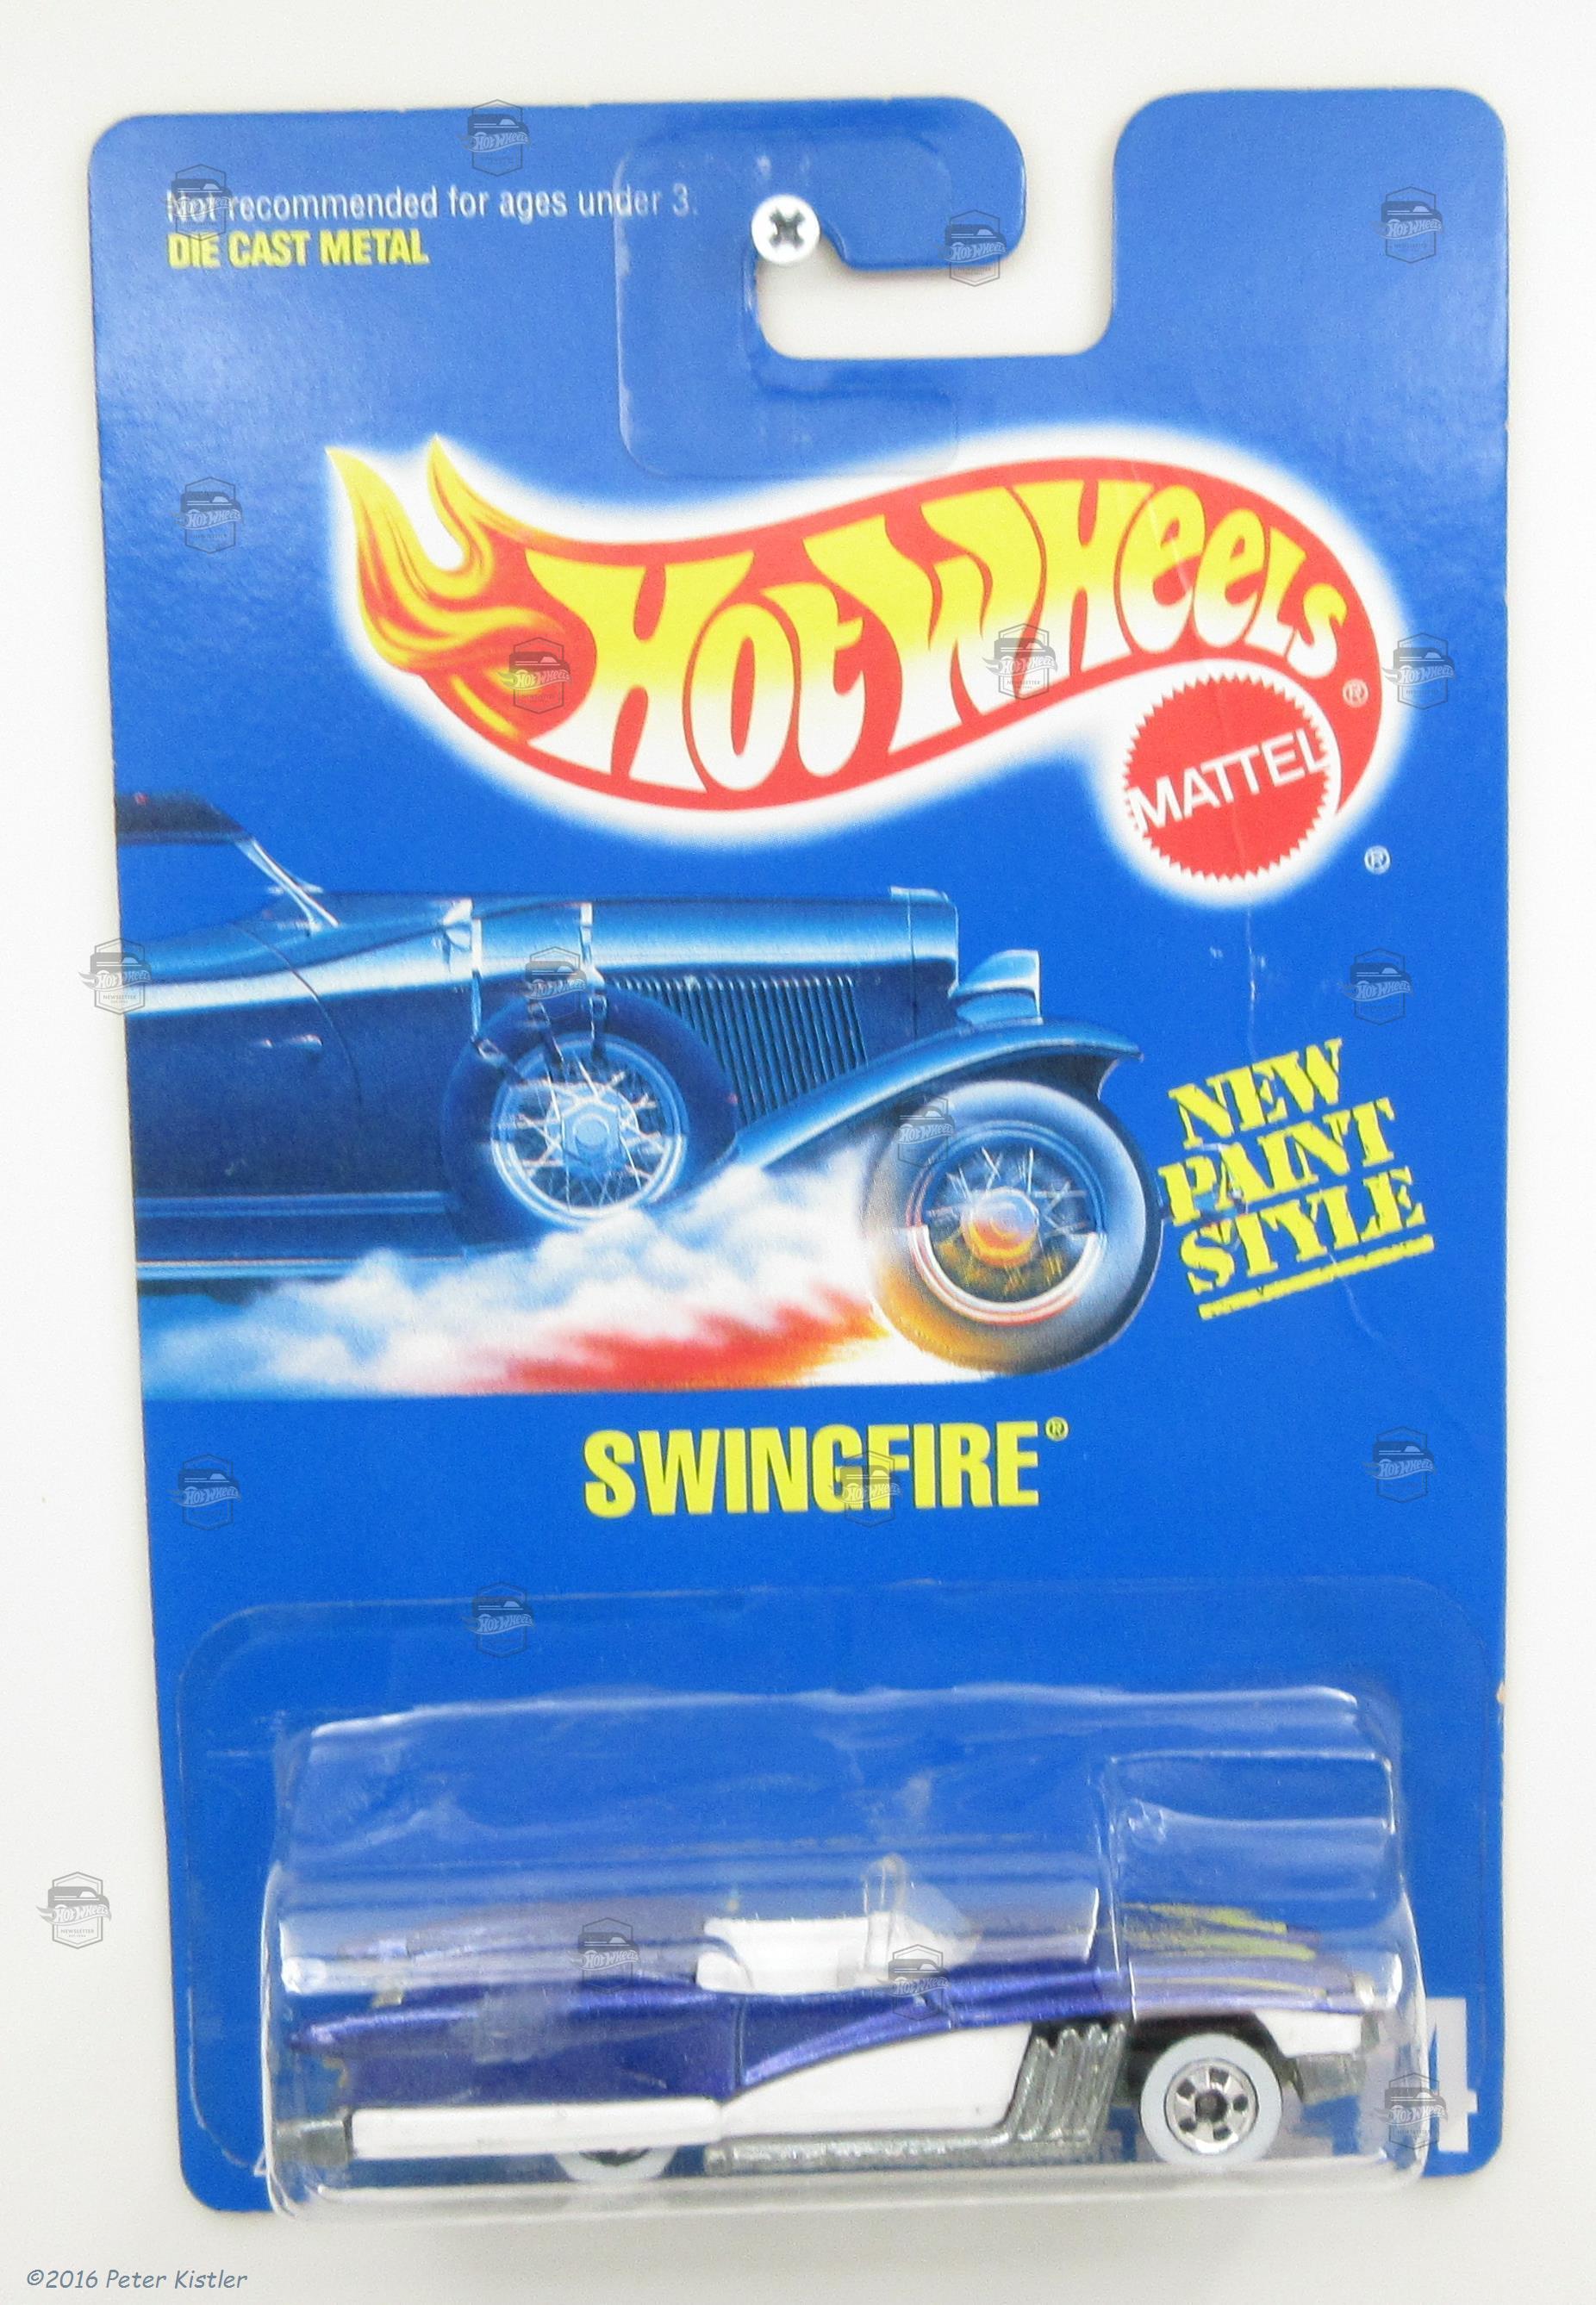 Not recommended for ages under 3.
DIE CAST METAL
Hot Wheels®
MATTEL
®
NEW
PAINT
STYLE
SWINGFIRE®
4
©2016 Peter Kistler